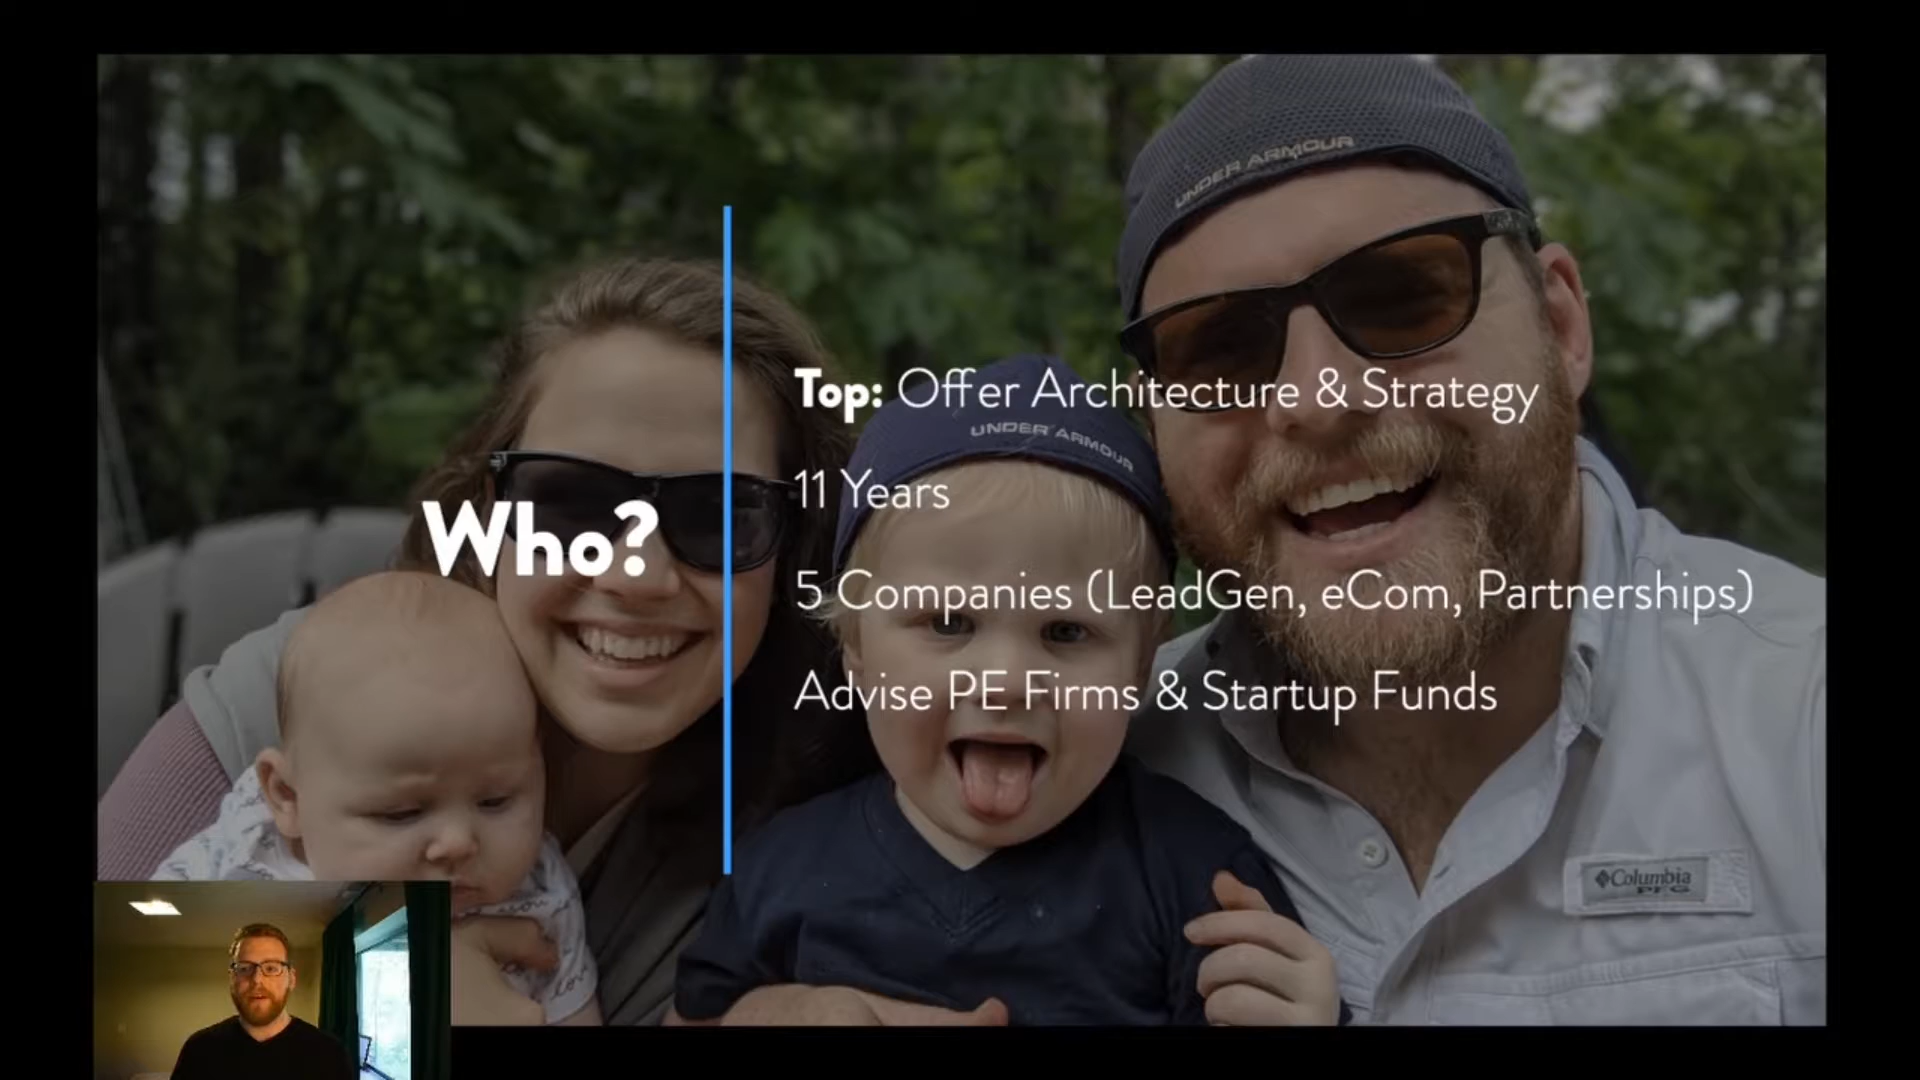 UNDER ARMOUR
Top: Offer Architecture & Strategy
UNDER ARMOUR
11 Years
Who?
5 Companies (LeadGen, eCom, Partnerships)
Advise PE Firms & Startup Funds
Columbia
PFG